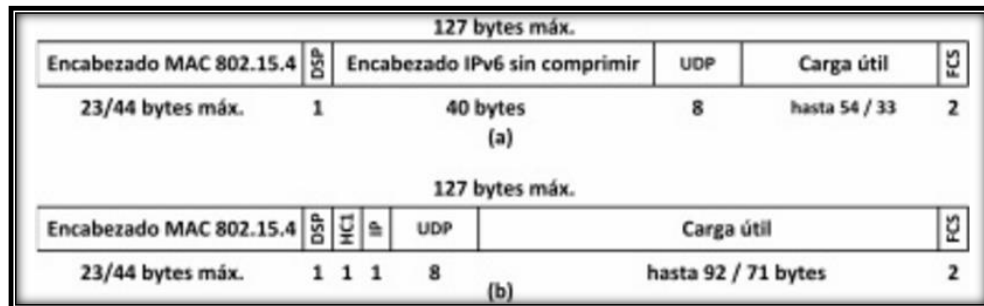 127 bytes máx.
Encabezado MAC 802.15.4 DSP Encabezado IPv6 sin comprimir UDP Carga útil FCS
23/44 bytes máx. 1 40 bytes 8 hasta 54 / 33 2
(a)
127 bytes máx.
Encabezado MAC 802.15.4 DSP HC1 IP UDP Carga útil FCS
23/44 bytes máx. 1 1 1 8 hasta 92 / 71 bytes 2
(b)